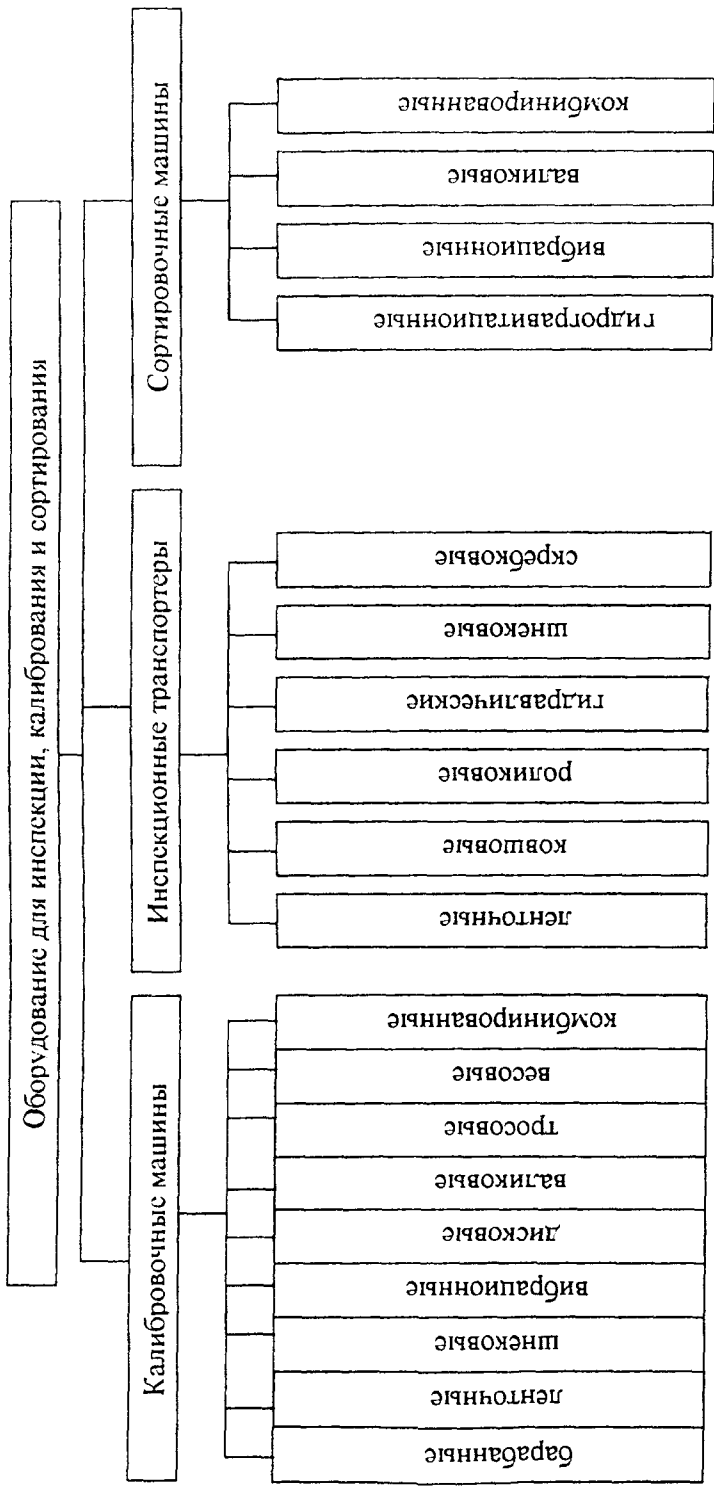 Оборудование для инспекции, калибрования и сортирования
Калибровочные машины
барабанные
ленточные
шнековые
вибрационные
дисковые
валиковые
тросовые
весовые
комбинированные
Инспекционные транспортеры
ленточные
ковшовые
роликовые
гидравлические
шнековые
скребковые
Сортировочные машины
гидрогравитационные
вибрационные
валиковые
комбинированные